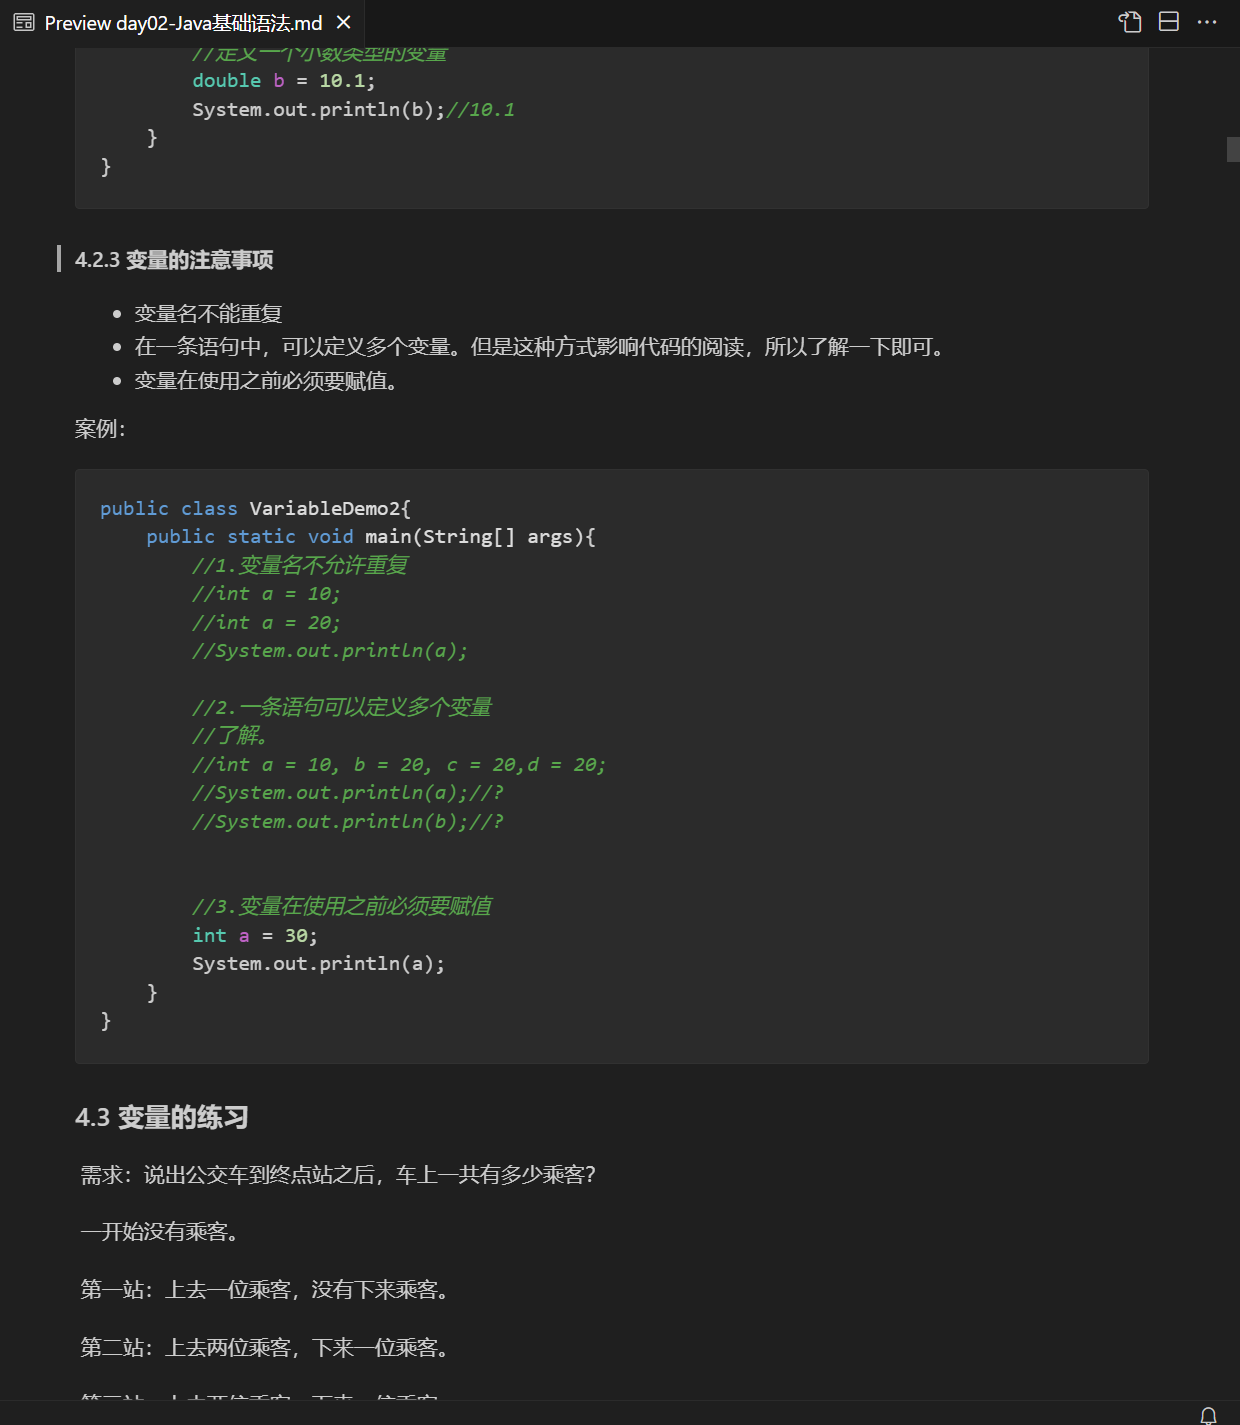 Preview day02-Java基础语法.md
//定义一个小数类型的变量
double b = 10.1;
System.out.println(b);//10.1
}
}
4.2.3 变量的注意事项
• 变量名不能重复
• 在一条语句中，可以定义多个变量。但是这种方式影响代码的阅读，所以了解一下即可。
• 变量在使用之前必须要赋值。
案例：
public class VariableDemo2{
public static void main(String[] args){
//1.变量名不允许重复
//int a = 10;
//int a = 20;
//System.out.println(a);
//2.一条语句可以定义多个变量
//了解。
//int a = 10, b = 20, c = 20,d = 20;
//System.out.println(a);//?
//System.out.println(b);//?
//3.变量在使用之前必须要赋值
int a = 30;
System.out.println(a);
}
}
4.3 变量的练习
需求：说出公交车到终点站之后，车上一共有多少乘客？
一开始没有乘客。
第一站：上去一位乘客，没有下来乘客。
第二站：上去两位乘客，下来一位乘客。